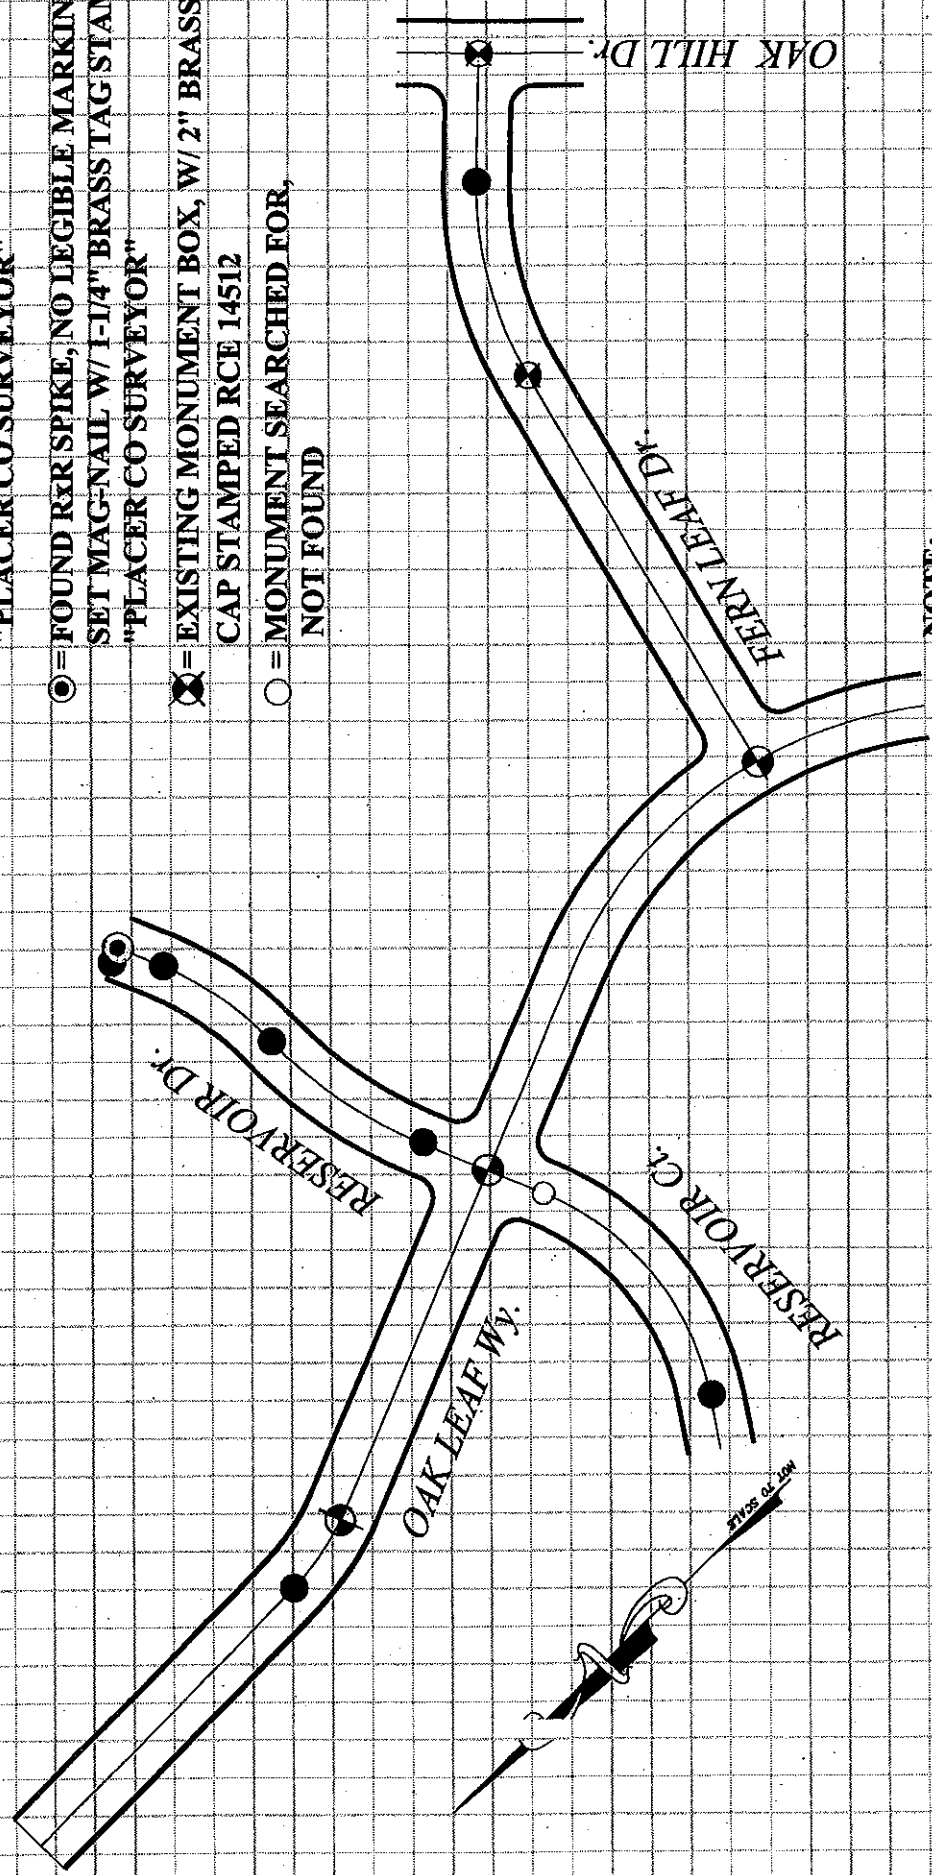 "PLACER CO SURVEYOR"
= FOUND RxR SPIKE, NO LEGIBLE
SET MAG-NAIL W/ 1-1/4" BRASS TAG
"PLACER CO SURVEYOR"
= EXISTING MONUMENT BOX, W/ 2" BRASS
CAP STAMPED RCE 14512
= MONUMENT SEARCHED FOR,
NOT FOUND
OAK HILL Dr.
FERN LEAF Dr.
NOTE:
RESERVOIR Dr.
RESERVOIR Ct.
OAK LEAF Wy.
NOT TO SCALE